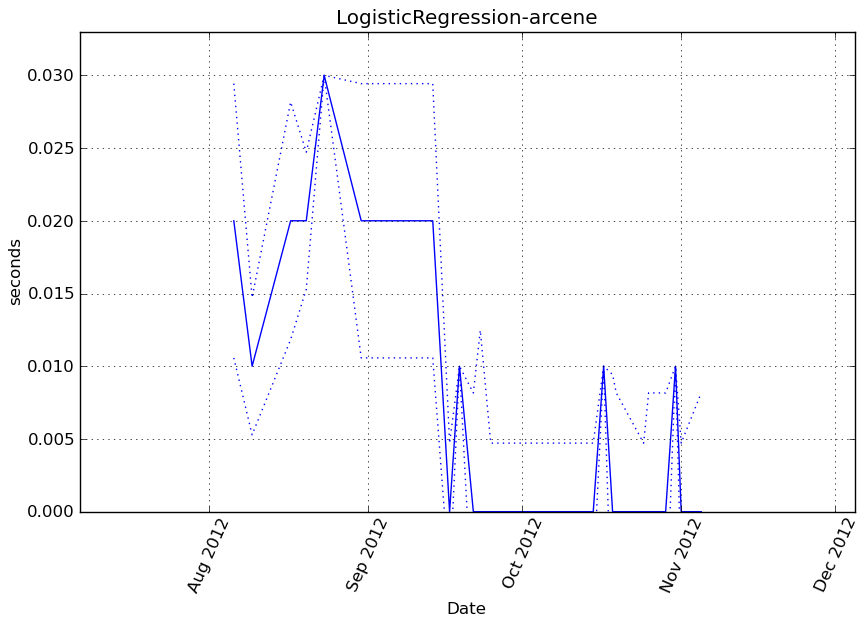 LogisticRegression-arcene
seconds
0.030
0.025
0.020
0.015
0.010
0.005
0.000
Aug 2012
Sep 2012
Oct 2012
Nov 2012
Dec 2012
Date